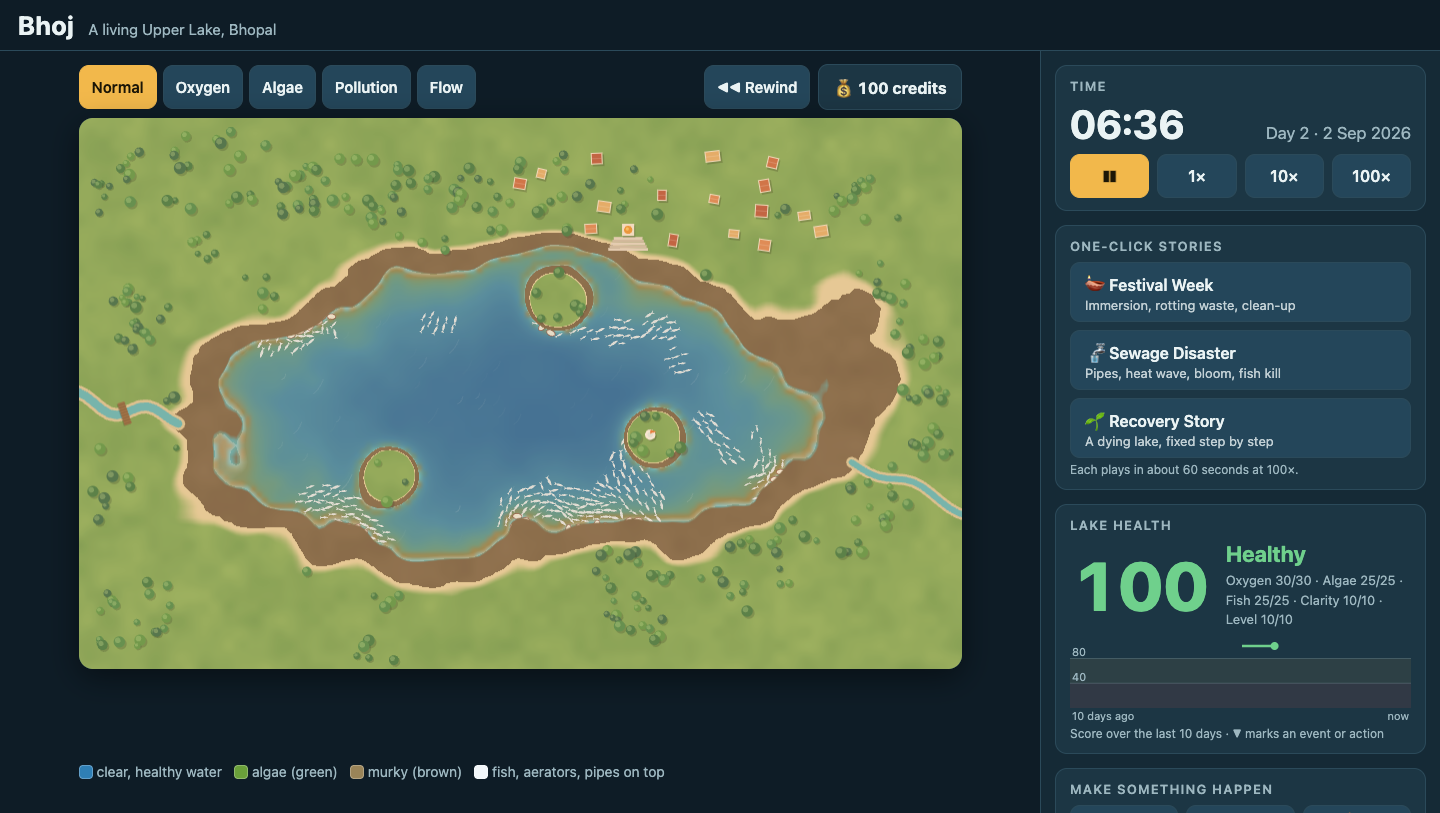 Bhoj A living Upper Lake, Bhopal
Normal Oxygen Algae Pollution Flow
Rewind 100 credits
TIME
06:36 Day 2 · 2 Sep 2026
1× 10× 100×
ONE-CLICK STORIES
Festival Week
Immersion, rotting waste, clean-up
Sewage Disaster
Pipes, heat wave, bloom, fish kill
Recovery Story
A dying lake, fixed step by step
Each plays in about 60 seconds at 100×.
LAKE HEALTH
100
Healthy
Oxygen 30/30 · Algae 25/25 ·
Fish 25/25 · Clarity 10/10 ·
Level 10/10
80
40
10 days ago now
Score over the last 10 days · ▼ marks an event or action
MAKE SOMETHING HAPPEN
clear, healthy water algae (green) murky (brown) fish, aerators, pipes on top